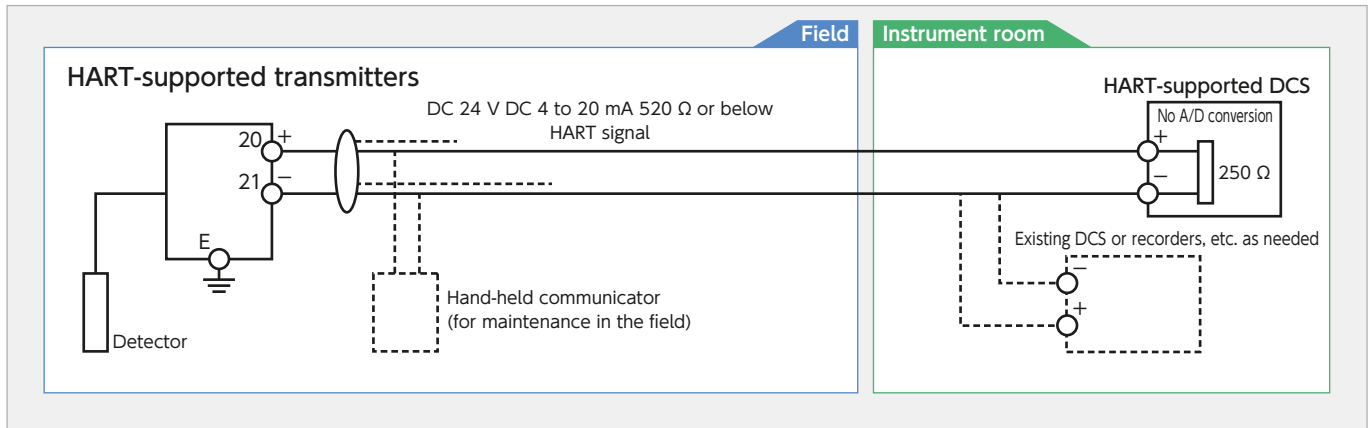 Field
Instrument room
HART-supported transmitters
HART-supported DCS
DC 24 V DC 4 to 20 mA 520 Ω or below
HART signal
No A/D conversion
20
+
21
−
+
−
250 Ω
E
Existing DCS or recorders, etc. as needed
−
+
Hand-held communicator
(for maintenance in the field)
Detector